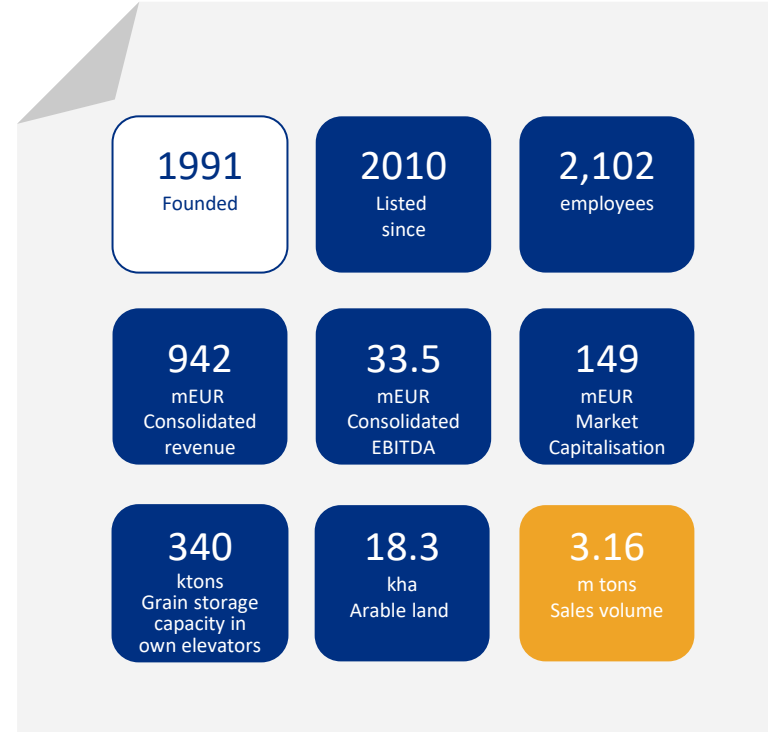 1991
Founded
2010
Listed
since
2,102
employees
942
mEUR
Consolidated
revenue
33.5
mEUR
Consolidated
EBITDA
149
mEUR
Market
Capitalisation
340
ktons
Grain storage
capacity in
own elevators
18.3
kha
Arable land
3.16
m tons
Sales volume